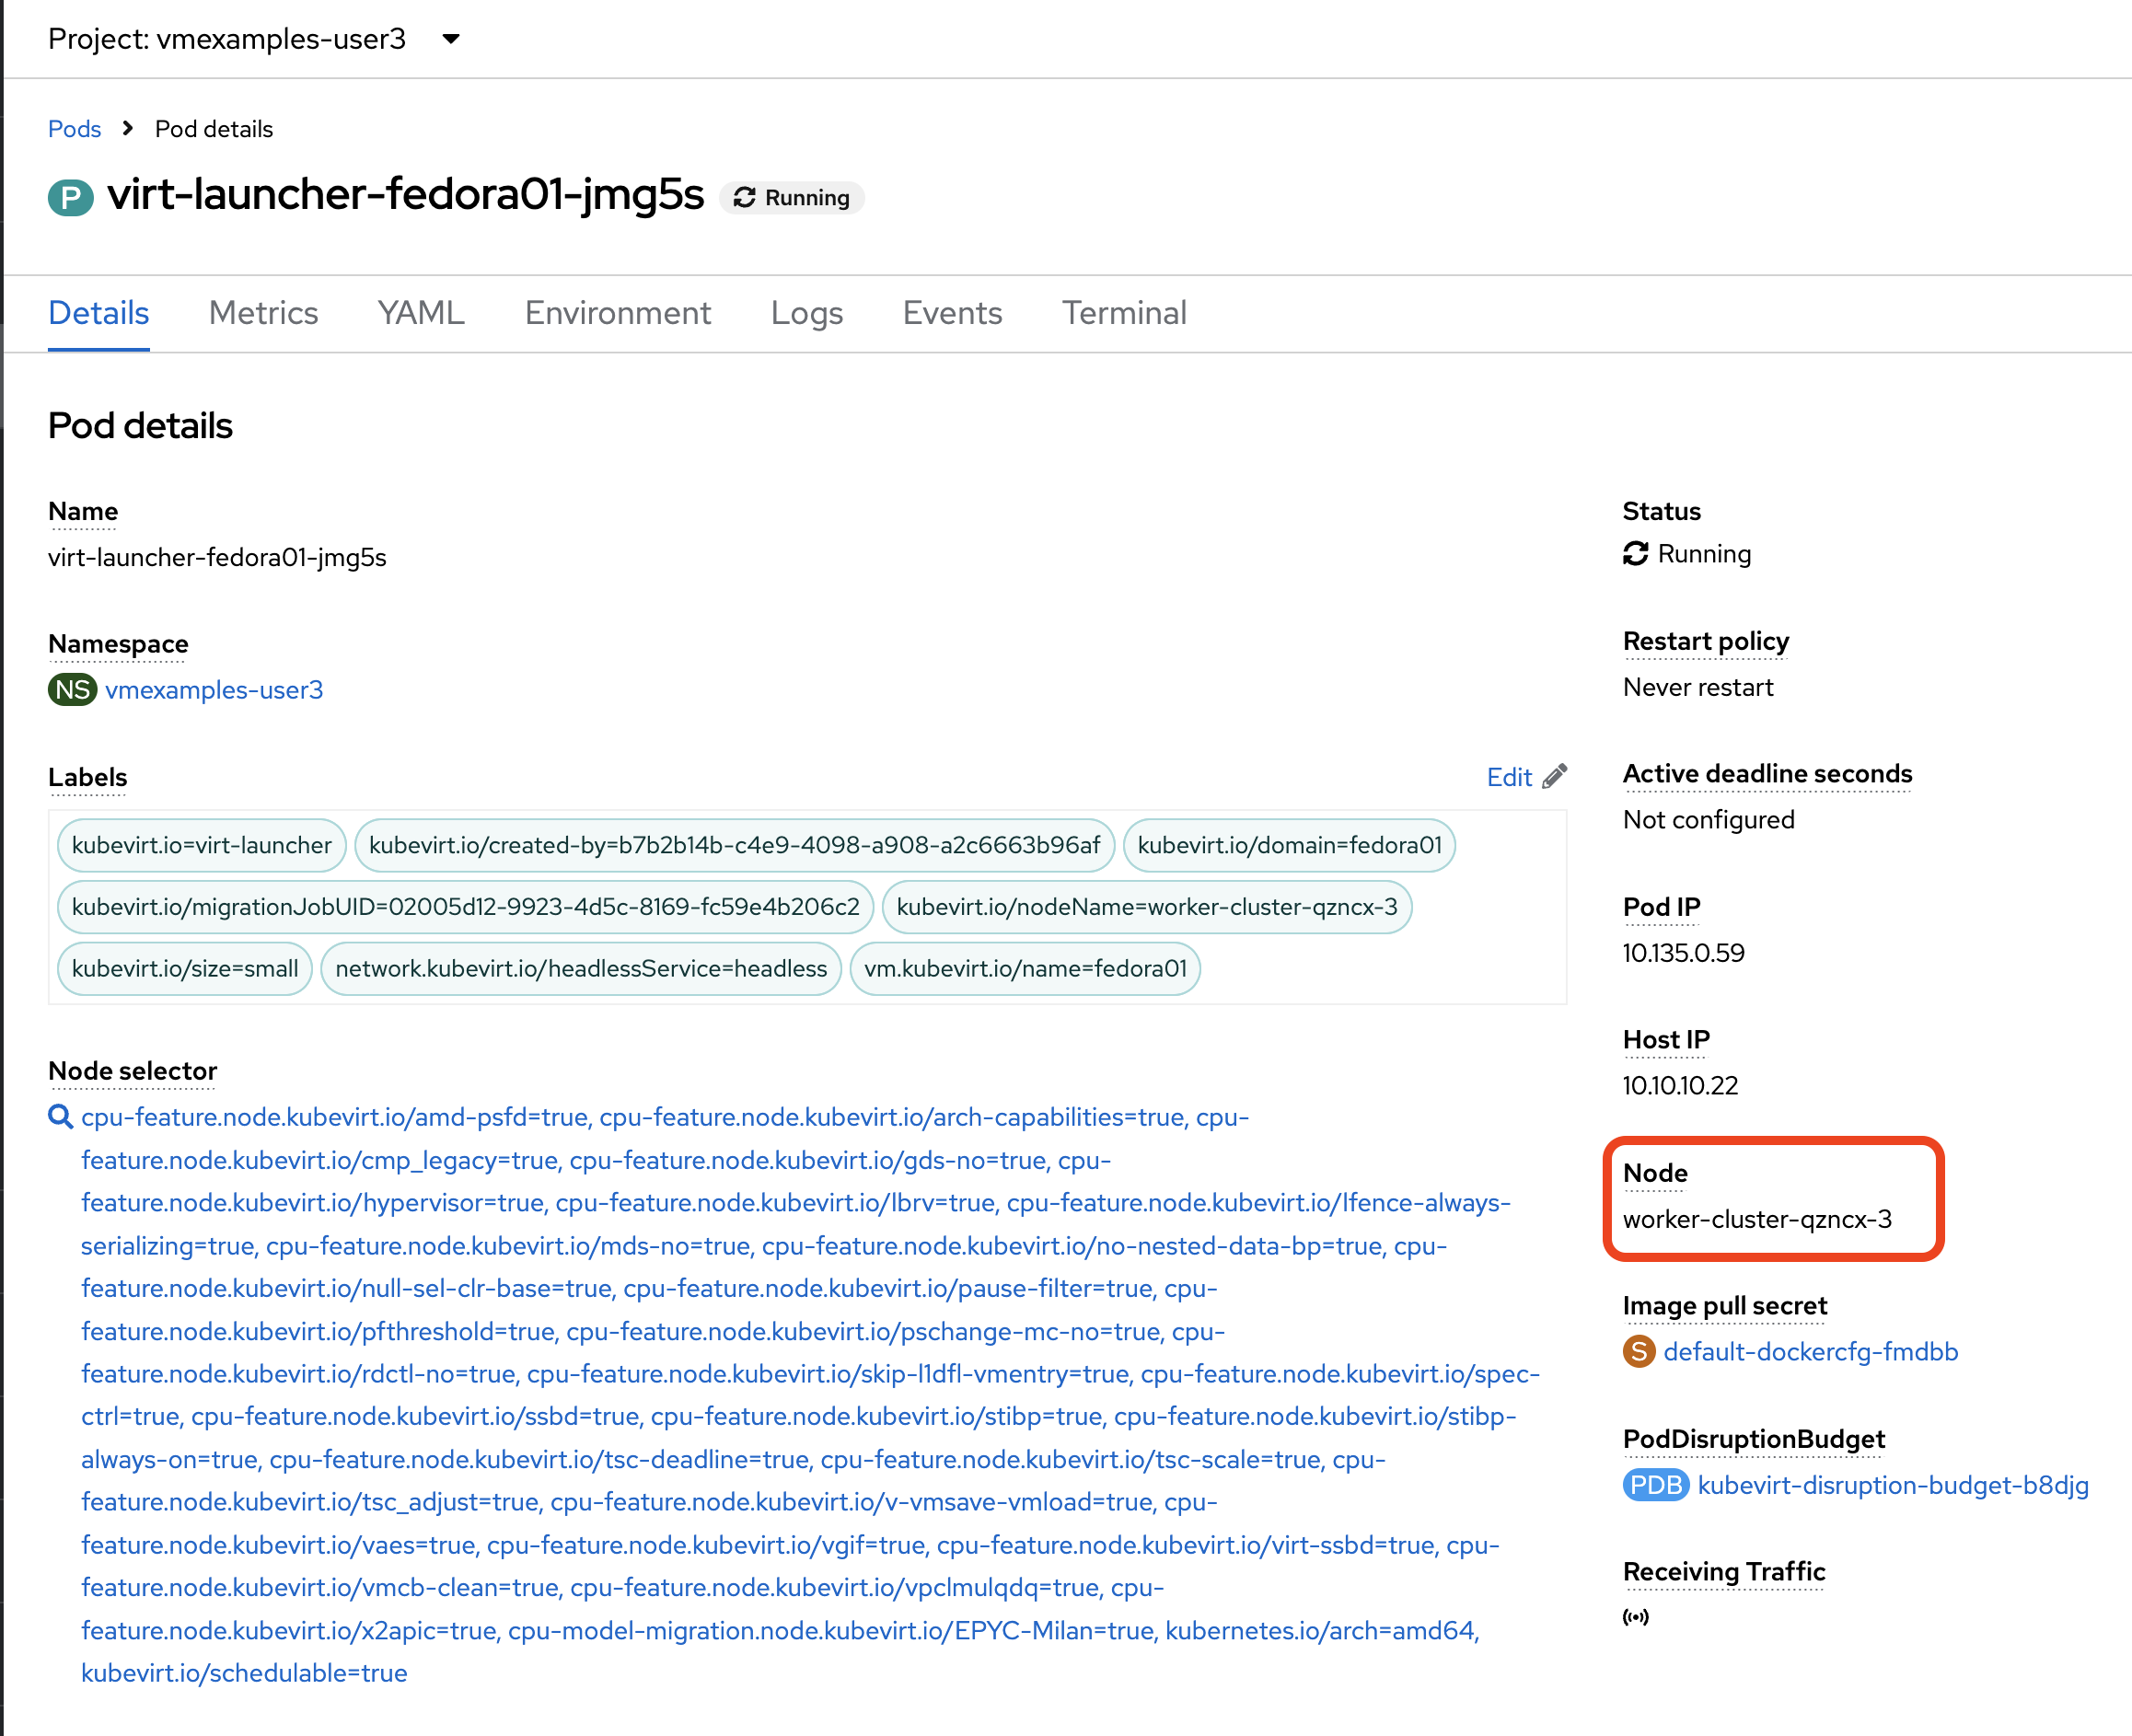 Project: vmexamples-user3
Pods > Pod details
P virt-launcher-fedora01-jmg5s Running
Details Metrics YAML Environment Logs Events Terminal
Pod details
Name
virt-launcher-fedora01-jmg5s
Namespace
NS vmexamples-user3
Labels
Edit
kubevirt.io=virt-launcher kubevirt.io/created-by=b7b2b14b-c4e9-4098-a908-a2c6663b96af kubevirt.io/domain=fedora01
kubevirt.io/migrationJobUID=02005d12-9923-4d5c-8169-fc59e4b206c2 kubevirt.io/nodeName=worker-cluster-qzncx-3
kubevirt.io/size=small network.kubevirt.io/headlessService=headless vm.kubevirt.io/name=fedora01
Node selector
cpu-feature.node.kubevirt.io/amd-psfd=true, cpu-feature.node.kubevirt.io/arch-capabilities=true, cpu-
feature.node.kubevirt.io/cmp_legacy=true, cpu-feature.node.kubevirt.io/gds-no=true, cpu-
feature.node.kubevirt.io/hypervisor=true, cpu-feature.node.kubevirt.io/lbrv=true, cpu-feature.node.kubevirt.io/lfence-always-
serializing=true, cpu-feature.node.kubevirt.io/mds-no=true, cpu-feature.node.kubevirt.io/no-nested-data-bp=true, cpu-
feature.node.kubevirt.io/null-sel-clr-base=true, cpu-feature.node.kubevirt.io/pause-filter=true, cpu-
feature.node.kubevirt.io/pfthreshold=true, cpu-feature.node.kubevirt.io/pschange-mc-no=true, cpu-
feature.node.kubevirt.io/rdctl-no=true, cpu-feature.node.kubevirt.io/skip-l1dfl-vmentry=true, cpu-feature.node.kubevirt.io/spec-
ctrl=true, cpu-feature.node.kubevirt.io/ssbd=true, cpu-feature.node.kubevirt.io/stibp=true, cpu-feature.node.kubevirt.io/stibp-
always-on=true, cpu-feature.node.kubevirt.io/tsc-deadline=true, cpu-feature.node.kubevirt.io/tsc-scale=true, cpu-
feature.node.kubevirt.io/tsc_adjust=true, cpu-feature.node.kubevirt.io/v-vmsave-vmload=true, cpu-
feature.node.kubevirt.io/vaes=true, cpu-feature.node.kubevirt.io/vgif=true, cpu-feature.node.kubevirt.io/virt-ssbd=true, cpu-
feature.node.kubevirt.io/vmcb-clean=true, cpu-feature.node.kubevirt.io/vpclmulqdq=true, cpu-
feature.node.kubevirt.io/x2apic=true, cpu-model-migration.node.kubevirt.io/EPYC-Milan=true, kubernetes.io/arch=amd64,
kubevirt.io/schedulable=true
Status
Running
Restart policy
Never restart
Active deadline seconds
Not configured
Pod IP
10.135.0.59
Host IP
10.10.10.22
Node
worker-cluster-qzncx-3
Image pull secret
S default-dockercfg-fmdbb
PodDisruptionBudget
PDB kubevirt-disruption-budget-b8djg
Receiving Traffic